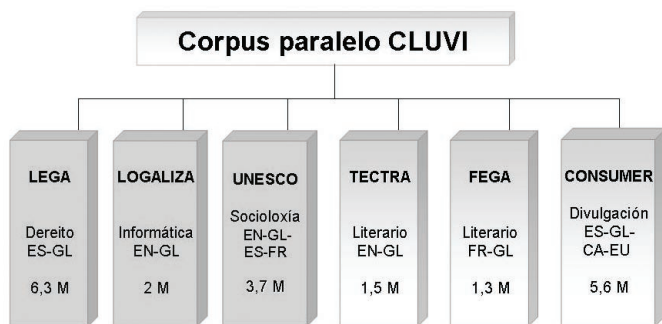 Corpus paralelo CLUVI
LEGA
Dereito
ES-GL
6,3 M
LOGALIZA
Informática
EN-GL
2 M
UNESCO
Socioloxía
EN-GL-
ES-FR
3,7 M
TECTRA
Literario
EN-GL
1,5 M
FEGA
Literario
FR-GL
1,3 M
CONSUMER
Divulgación
ES-GL-
CA-EU
5,6 M